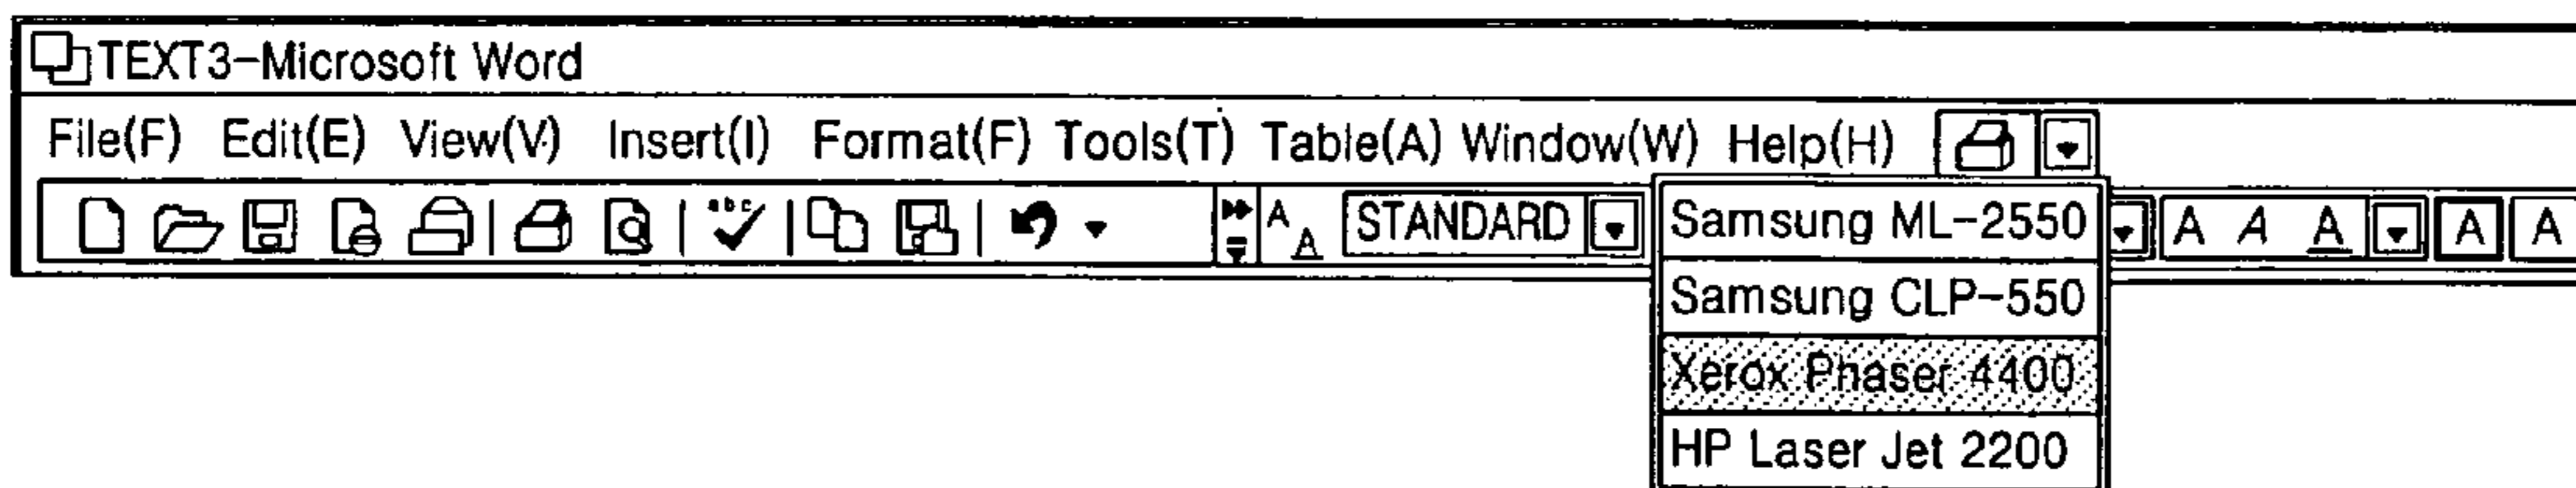 TEXT3-Microsoft Word
File(F) Edit(E) View(V) Insert(I) Format(F) Tools(T) Table(A) Window(W) Help(H)
abc A A STANDARD Samsung ML-2550 A A A A A
Samsung CLP-550
Xerox Phaser 4400
HP Laser Jet 2200